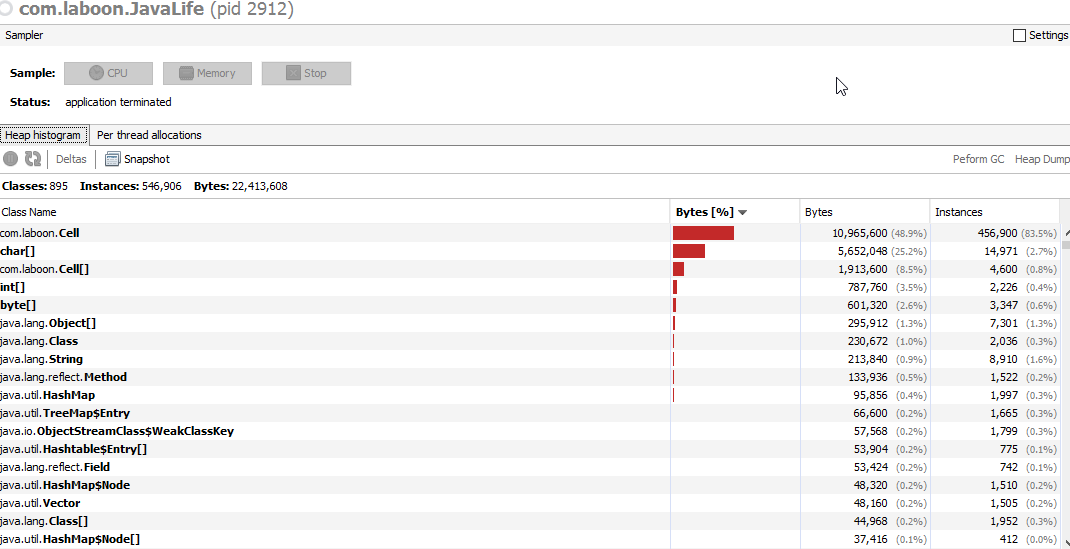 com.laboon.JavaLife (pid 2912)
Sampler Settings
Sample: CPU Memory Stop
Status: application terminated
Heap histogram Per thread allocations
Deltas Snapshot Peform GC Heap Dump
Classes: 895 Instances: 546,906 Bytes: 22,413,608
Class Name Bytes [%] Bytes Instances
com.laboon.Cell 10,965,600 (48.9%) 456,900 (83.5%)
char[] 5,652,048 (25.2%) 14,971 (2.7%)
com.laboon.Cell[] 1,913,600 (8.5%) 4,600 (0.8%)
int[] 787,760 (3.5%) 2,226 (0.4%)
byte[] 601,320 (2.6%) 3,347 (0.6%)
java.lang.Object[] 295,912 (1.3%) 7,301 (1.3%)
java.lang.Class 230,672 (1.0%) 2,036 (0.3%)
java.lang.String 213,840 (0.9%) 8,910 (1.6%)
java.lang.reflect.Method 133,936 (0.5%) 1,522 (0.2%)
java.util.HashMap 95,856 (0.4%) 1,997 (0.3%)
java.util.TreeMap$Entry 66,600 (0.2%) 1,665 (0.3%)
java.io.ObjectStreamClass$WeakClassKey 57,568 (0.2%) 1,799 (0.3%)
java.util.Hashtable$Entry[] 53,904 (0.2%) 775 (0.1%)
java.lang.reflect.Field 53,424 (0.2%) 742 (0.1%)
java.util.HashMap$Node 48,320 (0.2%) 1,510 (0.2%)
java.util.Vector 48,160 (0.2%) 1,505 (0.2%)
java.lang.Class[] 44,968 (0.2%) 1,952 (0.3%)
java.util.HashMap$Node[] 37,416 (0.1%) 412 (0.0%)